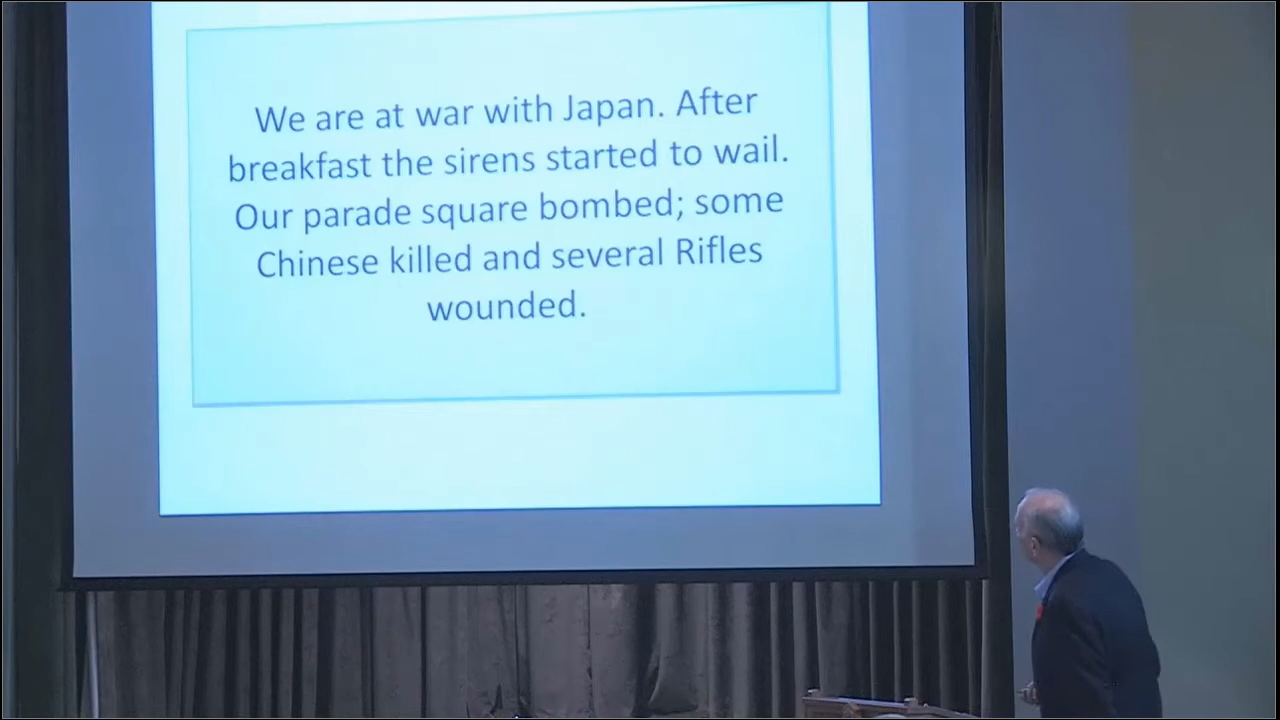 We are at war with Japan. After
breakfast the sirens started to wail.
Our parade square bombed; some
Chinese killed and several Rifles
wounded.